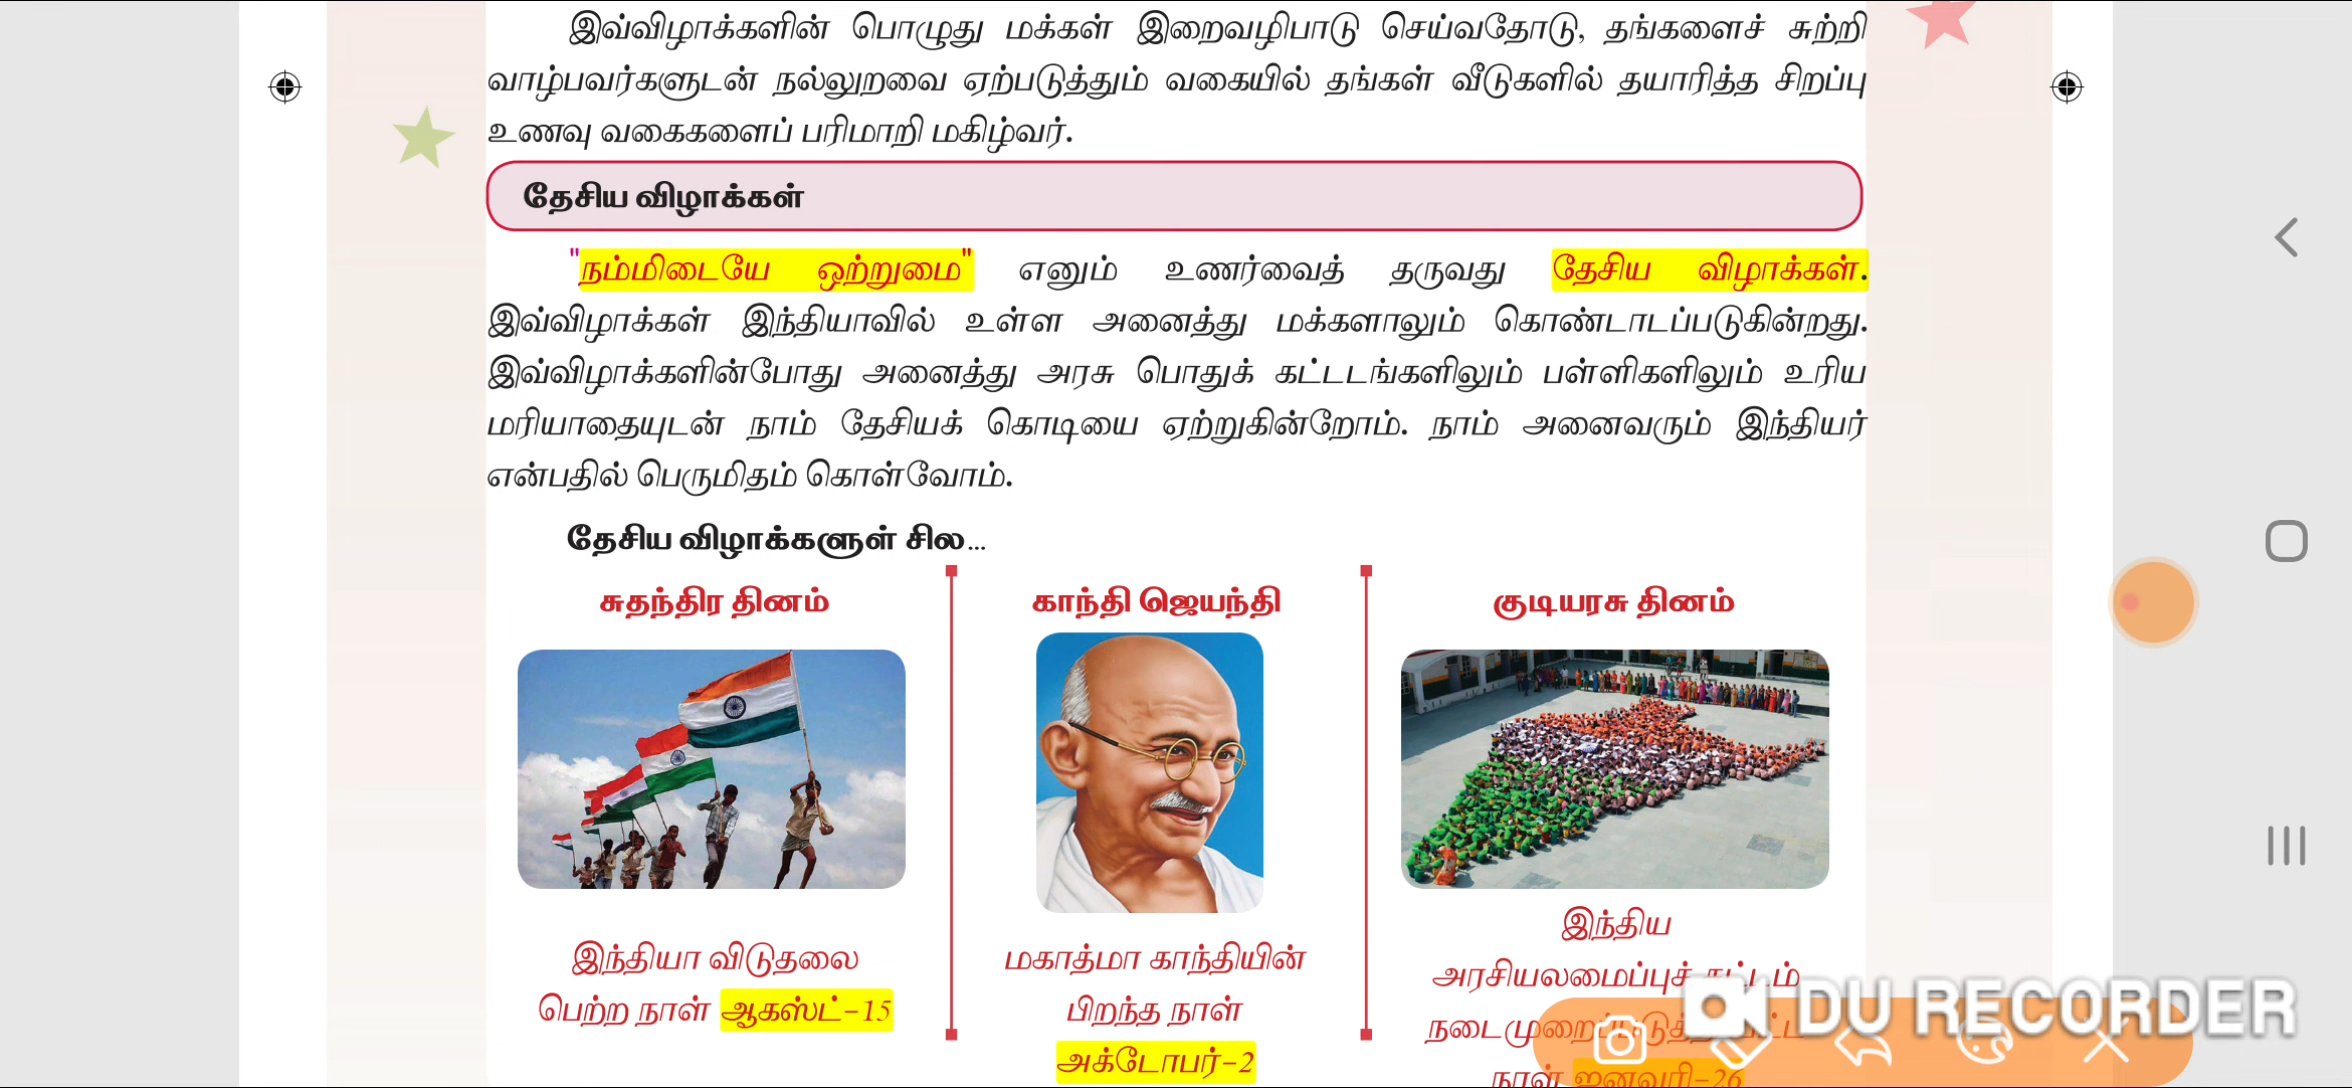 இவ்விழாக்களின் பொழுது மக்கள் இறைவழிபாடு செய்வதோடு, தங்களைச் சுற்றி
வாழ்பவர்களுடன் நல்லுறவை ஏற்படுத்தும் வகையில் தங்கள் வீடுகளில் தயாரித்த சிறப்பு
உணவு வகைகளைப் பரிமாறி மகிழ்வர்.
தேசிய விழாக்கள்
"நம்மிடையே ஒற்றுமை" எனும் உணர்வைத் தருவது தேசிய விழாக்கள்.
இவ்விழாக்கள் இந்தியாவில் உள்ள அனைத்து மக்களாலும் கொண்டாடப்படுகின்றது.
இவ்விழாக்களின்போது அனைத்து அரசு பொதுக் கட்டடங்களிலும் பள்ளிகளிலும் உரிய
மரியாதையுடன் நாம் தேசியக் கொடியை ஏற்றுகின்றோம். நாம் அனைவரும் இந்தியர்
என்பதில் பெருமிதம் கொள்வோம்.
தேசிய விழாக்களுள் சில...
சுதந்திர தினம்
இந்தியா விடுதலை
பெற்ற நாள் ஆகஸ்ட்-15
காந்தி ஜெயந்தி
மகாத்மா காந்தியின்
பிறந்த நாள்
அக்டோபர்-2
குடியரசு தினம்
இந்திய
அரசியலமைப்புச் சட்டம்
நாள் ஜனவரி-26
DU RECORDER